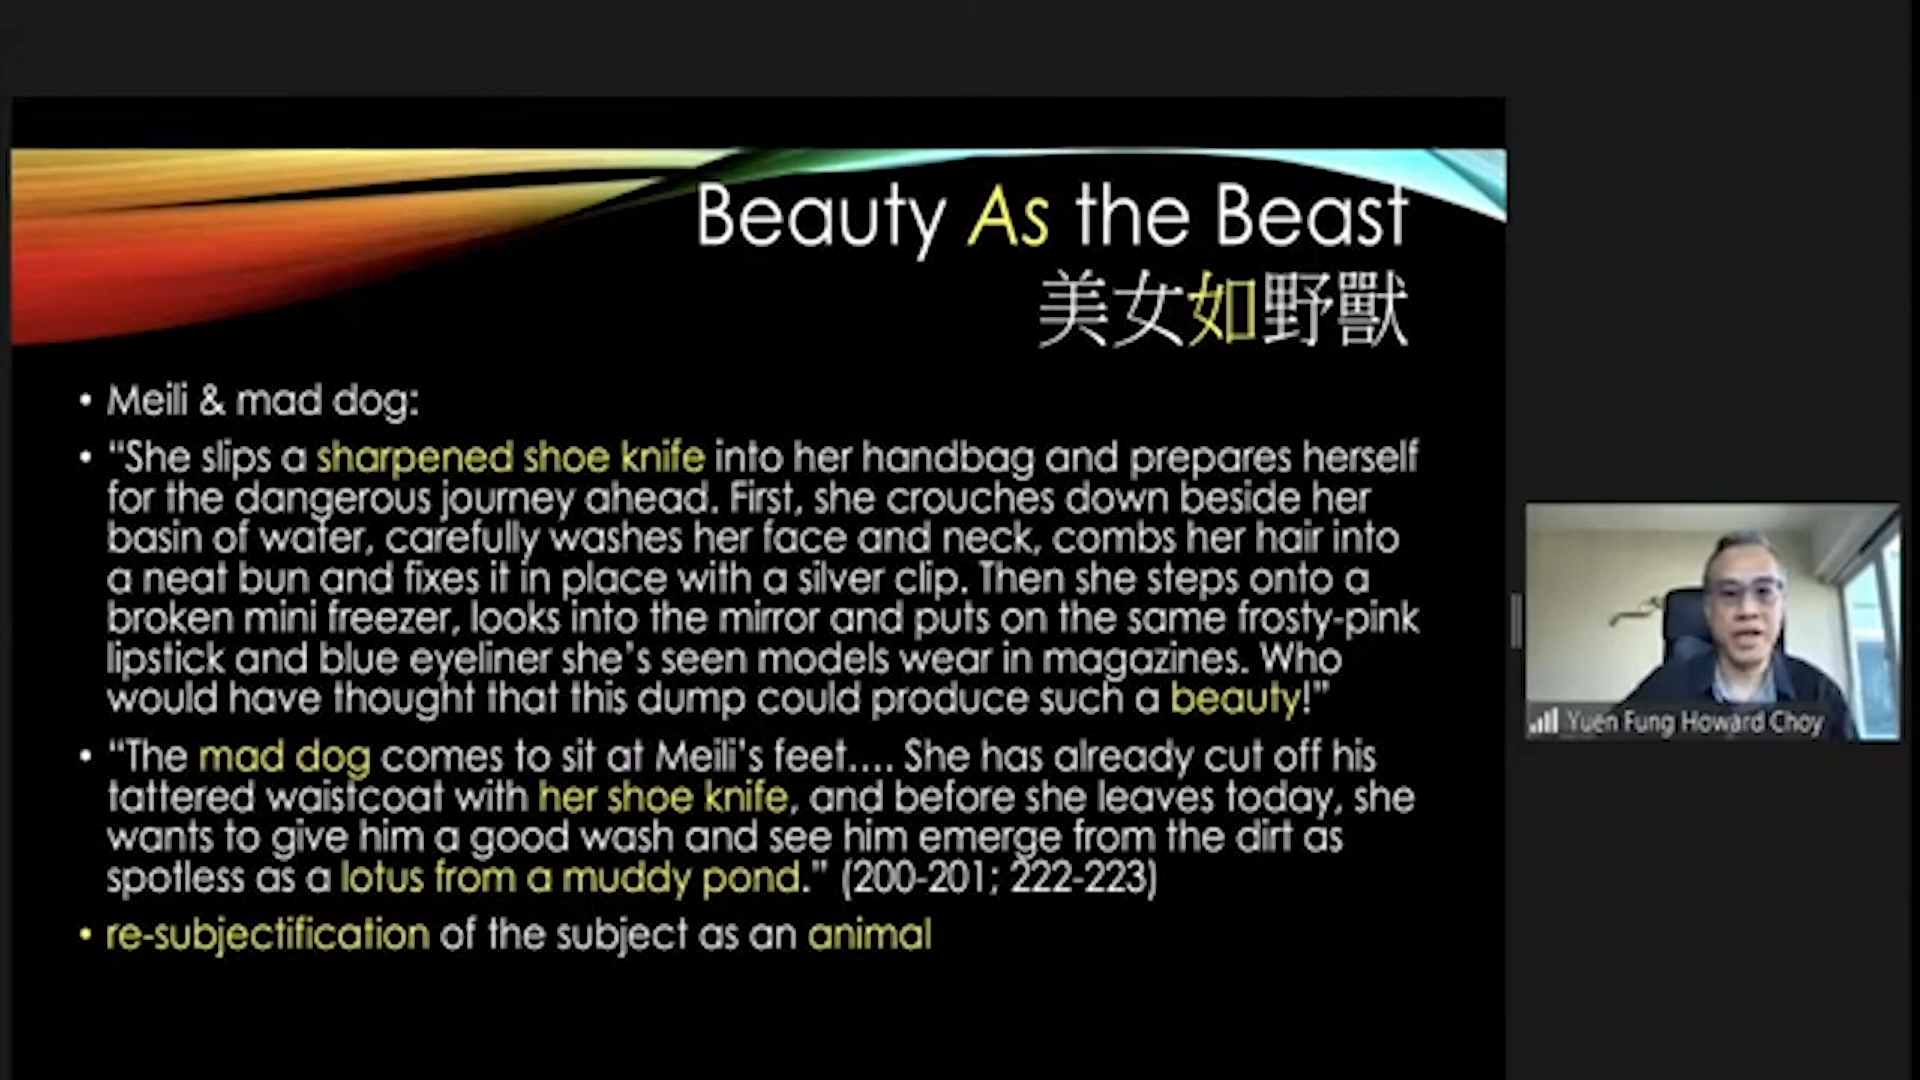 Beauty As the Beast
美女如野獸
• Meili & mad dog:
• “She slips a sharpened shoe knife into her handbag and prepares herself
for the dangerous journey ahead. First, she crouches down beside her
basin of water, carefully washes her face and neck, combs her hair into
a neat bun and fixes it in place with a silver clip. Then she steps onto a
broken mini freezer, looks into the mirror and puts on the same frosty-pink
lipstick and blue eyeliner she’s seen models wear in magazines. Who
would have thought that this dump could produce such a beauty!”
• “The mad dog comes to sit at Meili’s feet.... She has already cut off his
tattered waistcoat with her shoe knife, and before she leaves today, she
wants to give him a good wash and see him emerge from the dirt as
spotless as a lotus from a muddy pond.” (200-201; 222-223)
• re-subjectification of the subject as an animal
Yuen Fung Howard Choy